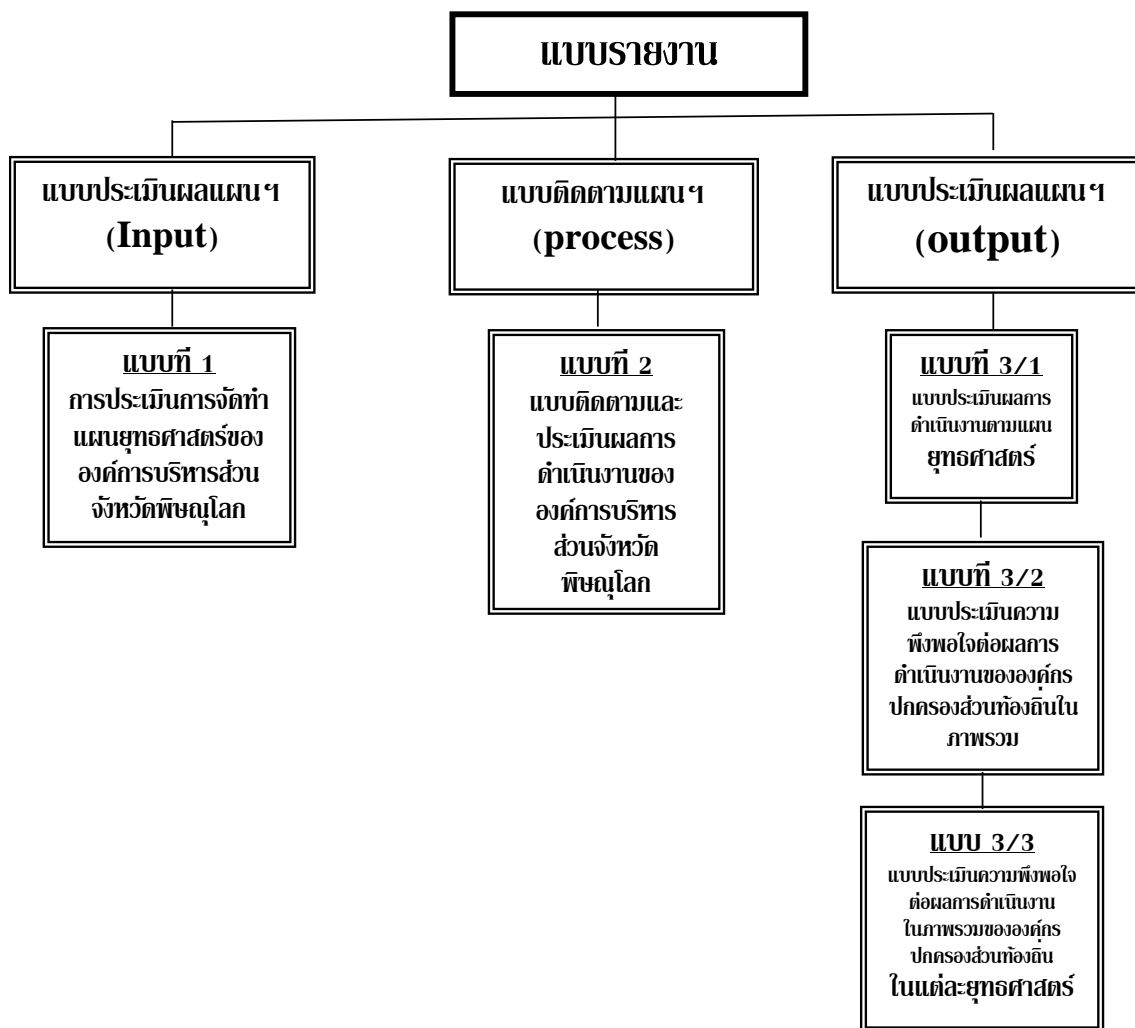 แบบรายงาน
แบบประเมินผลแผนฯ
(Input)
แบบที่ 1
การประเมินการจัดทำ
แผนยุทธศาสตร์ของ
องค์การบริหารส่วน
จังหวัดพิษณุโลก
แบบติดตามแผนฯ
(process)
แบบที่ 2
แบบติดตามและ
ประเมินผลการ
ดำเนินงานของ
องค์การบริหาร
ส่วนจังหวัด
พิษณุโลก
แบบประเมินผลแผนฯ
(output)
แบบที่ 3/1
แบบประเมินผลการ
ดำเนินงานตามแผน
ยุทธศาสตร์
แบบที่ 3/2
แบบประเมินความ
พึงพอใจต่อผลการ
ดำเนินงานขององค์กร
ปกครองส่วนท้องถิ่นใน
ภาพรวม
แบบ 3/3
แบบประเมินความพึงพอใจ
ต่อผลการดำเนินงาน
ในภาพรวมขององค์กร
ปกครองส่วนท้องถิ่น
ในแต่ละยุทธศาสตร์